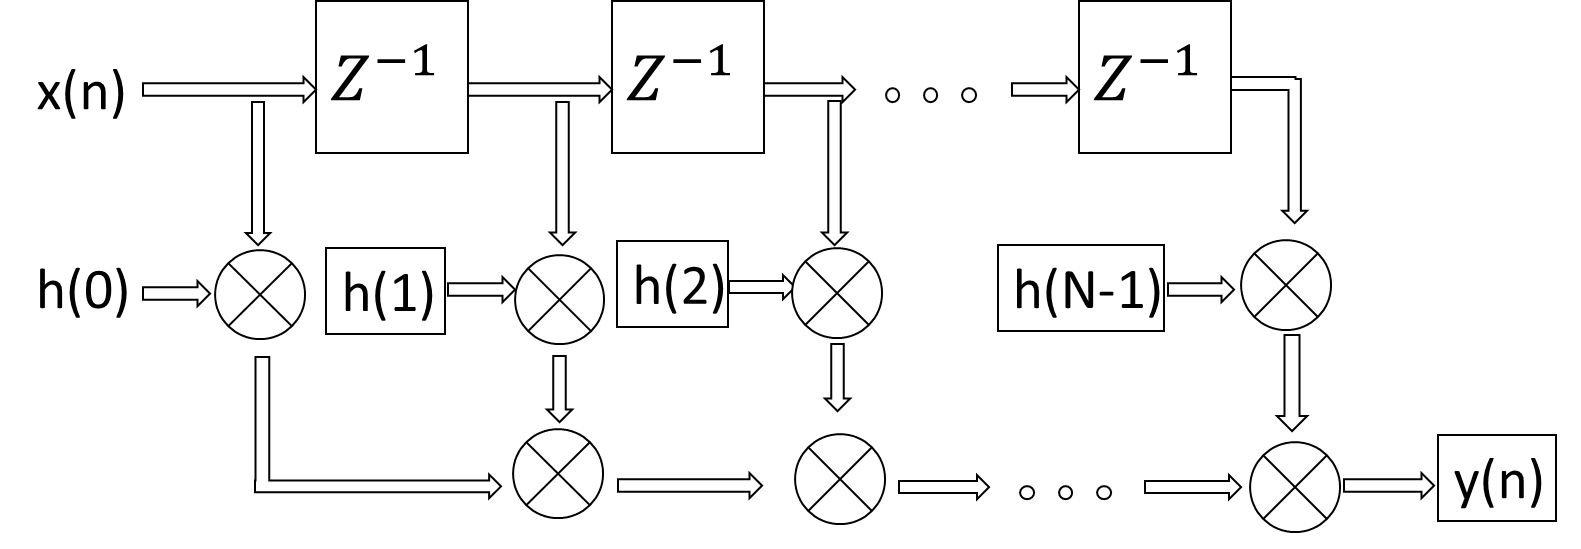 x(n) Z⁻¹ Z⁻¹ Z⁻¹
h(0) h(1) h(2) h(N-1)
y(n)